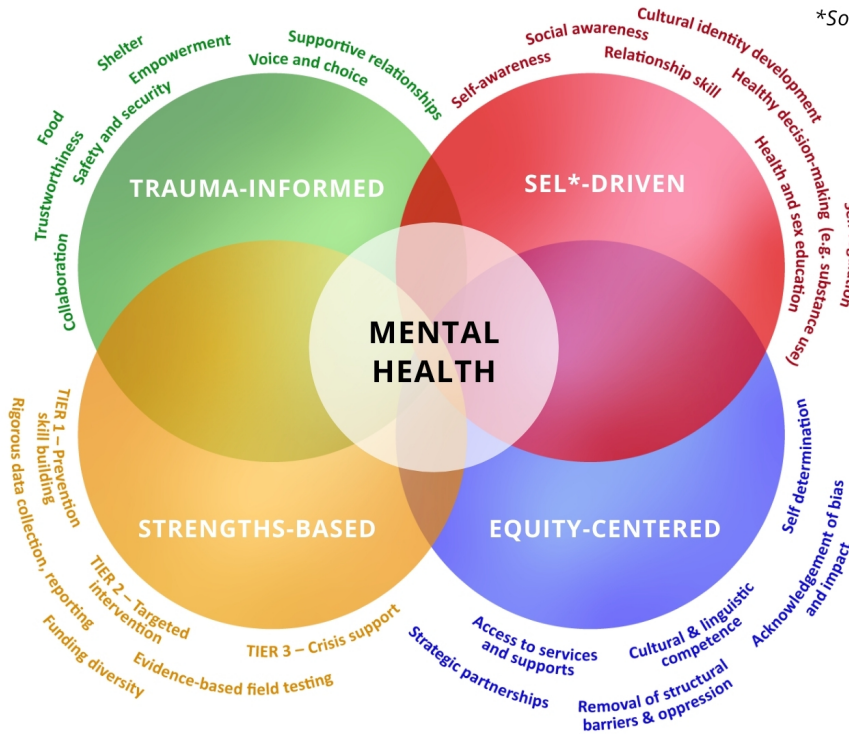 *So
Shelter
Empowerment
Supportive relationships
Voice and choice
Food
Trustworthiness
Safety and security
Collaboration
TRAUMA-INFORMED
Self-awareness
Social awareness
Relationship skill
Cultural identity development
Healthy decision-making (e.g. substance use)
Health and sex education
SEL*-DRIVEN
MENTAL
HEALTH
TIER 1 – Prevention
skill building
Rigorous data collection, reporting
TIER 2 – Targeted
intervention
Funding diversity
Evidence-based field testing
TIER 3 – Crisis support
STRENGTHS-BASED
EQUITY-CENTERED
Self determination
Acknowledgement of bias
and impact
Cultural & linguistic
competence
Access to services
and supports
Strategic partnerships
Removal of structural
barriers & oppression